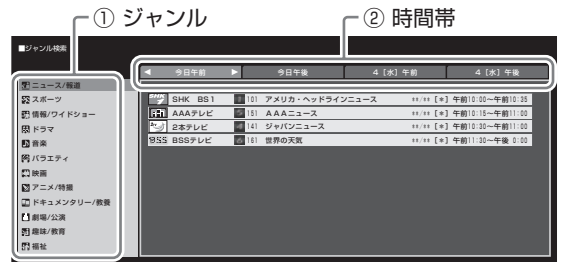 ① ジャンル
② 時間帯
■ジャンル検索
◀ 今日午前 ▶ 今日午後 4［水］午前 4［水］午後
ニュース/報道
スポーツ
情報/ワイドショー
ドラマ
音楽
バラエティ
映画
アニメ/特撮
ドキュメンタリー/教養
劇場/公演
趣味/教育
福祉
SHK BS1 101 アメリカ・ヘッドラインニュース **/**［*］午前10:00〜午前10:35
AAAテレビ 151 AAAニュース **/**［*］午前10:15〜午前11:00
2本テレビ 141 ジャパンニュース **/**［*］午前10:30〜午前11:00
BSS BSSテレビ 161 世界の天気 **/**［*］午前11:30〜午後 0:00